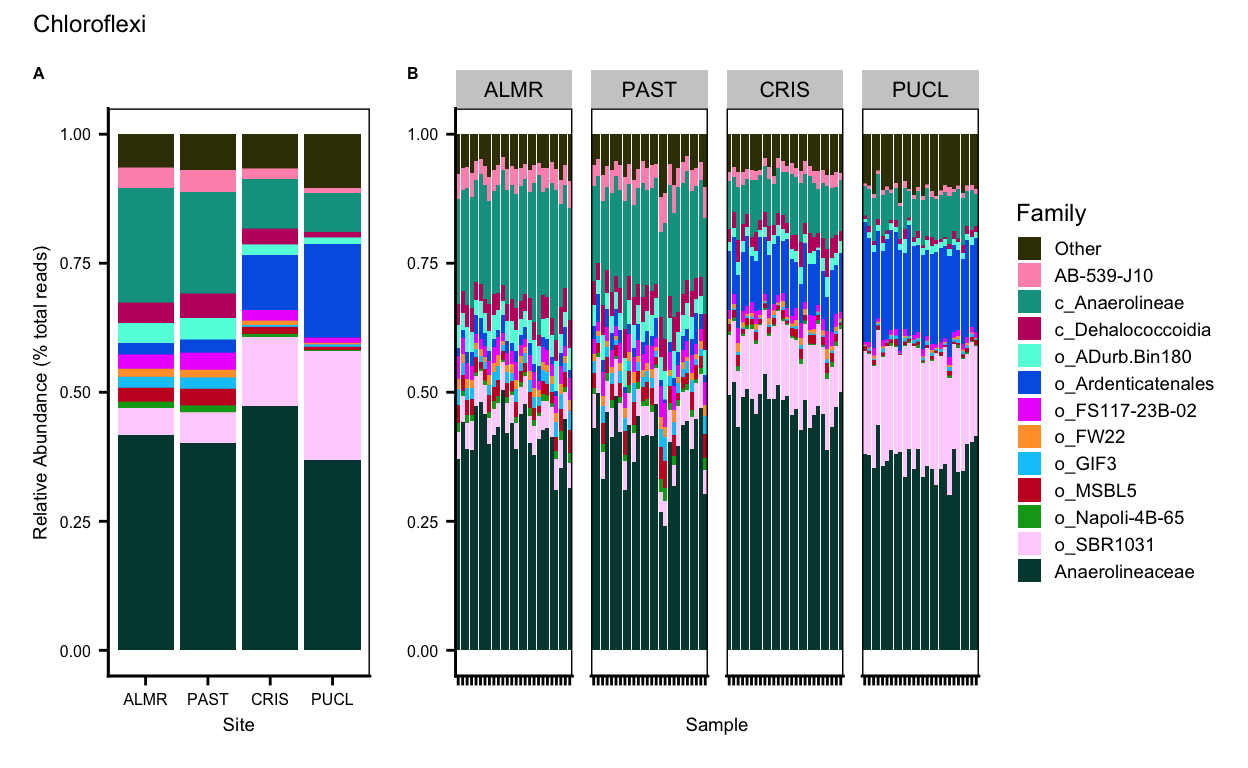 Chloroflexi
A
B
ALMR
PAST
CRIS
PUCL
Relative Abundance (% total reads)
1.00
0.75
0.50
0.25
0.00
ALMR
PAST
CRIS
PUCL
Site
1.00
0.75
0.50
0.25
0.00
Sample
Family
Other
AB-539-J10
c_Anaerolineae
c_Dehalococcoidia
o_ADurb.Bin180
o_Ardenticatenales
o_FS117-23B-02
o_FW22
o_GIF3
o_MSBL5
o_Napoli-4B-65
o_SBR1031
Anaerolineaceae